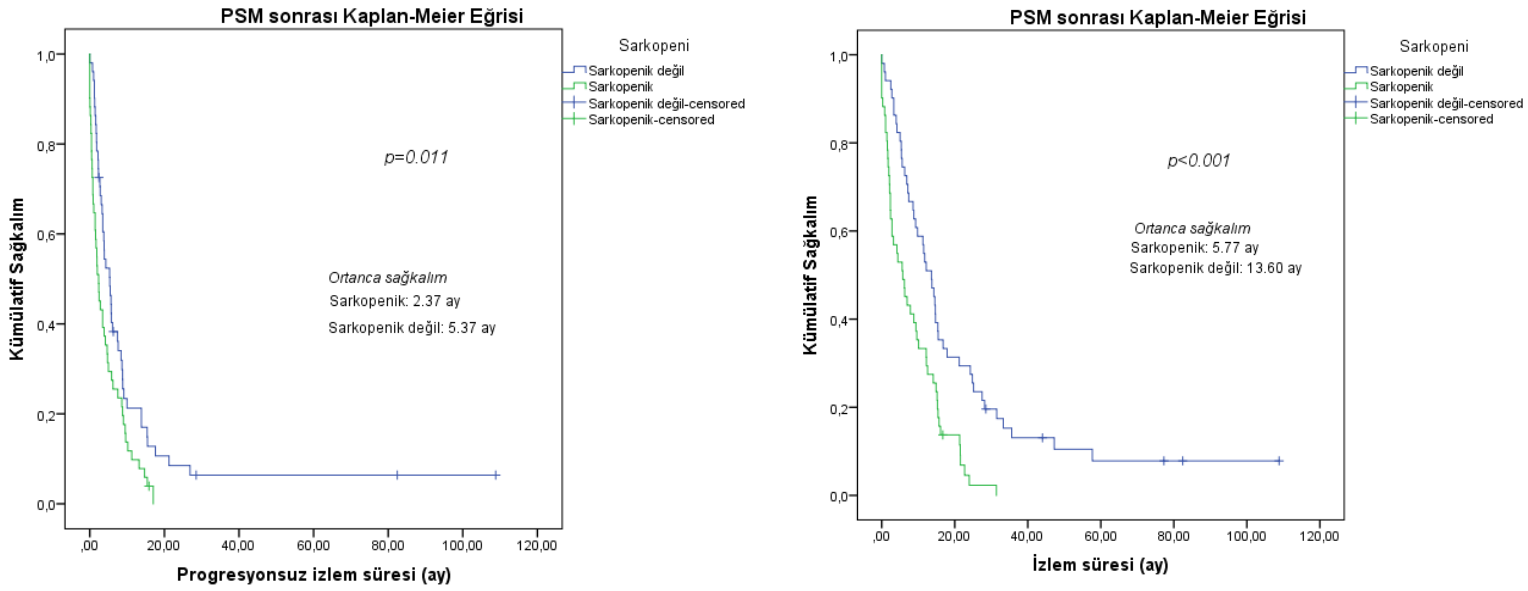 PSM sonrası Kaplan-Meier Eğrisi
Sarkopeni
Sarkopenik değil
Sarkopenik
Sarkopenik değil-censored
Sarkopenik-censored
1,0
0,8
0,6
0,4
0,2
0,0
Kümülatif Sağkalım
p=0.011
Ortanca sağkalım
Sarkopenik: 2.37 ay
Sarkopenik değil: 5.37 ay
,00 20,00 40,00 60,00 80,00 100,00 120,00
Progresyonsuz izlem süresi (ay)
PSM sonrası Kaplan-Meier Eğrisi
Sarkopeni
Sarkopenik değil
Sarkopenik
Sarkopenik değil-censored
Sarkopenik-censored
1,0
0,8
0,6
0,4
0,2
0,0
Kümülatif Sağkalım
p<0.001
Ortanca sağkalım
Sarkopenik: 5.77 ay
Sarkopenik değil: 13.60 ay
,00 20,00 40,00 60,00 80,00 100,00 120,00
İzlem süresi (ay)